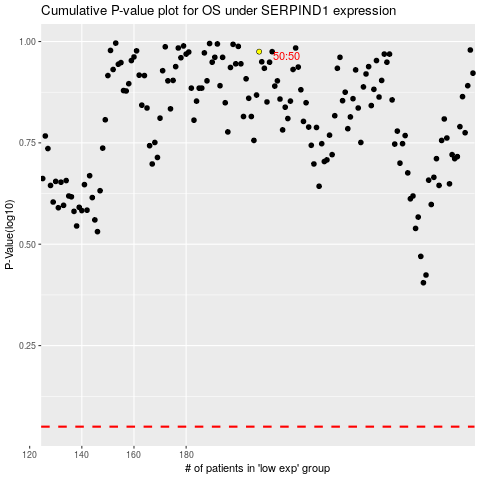 Cumulative P-value plot for OS under SERPIND1 expression
P-Value(log10)
1.00
0.75
0.50
0.25
50:50
120 140 160 180
# of patients in 'low exp' group